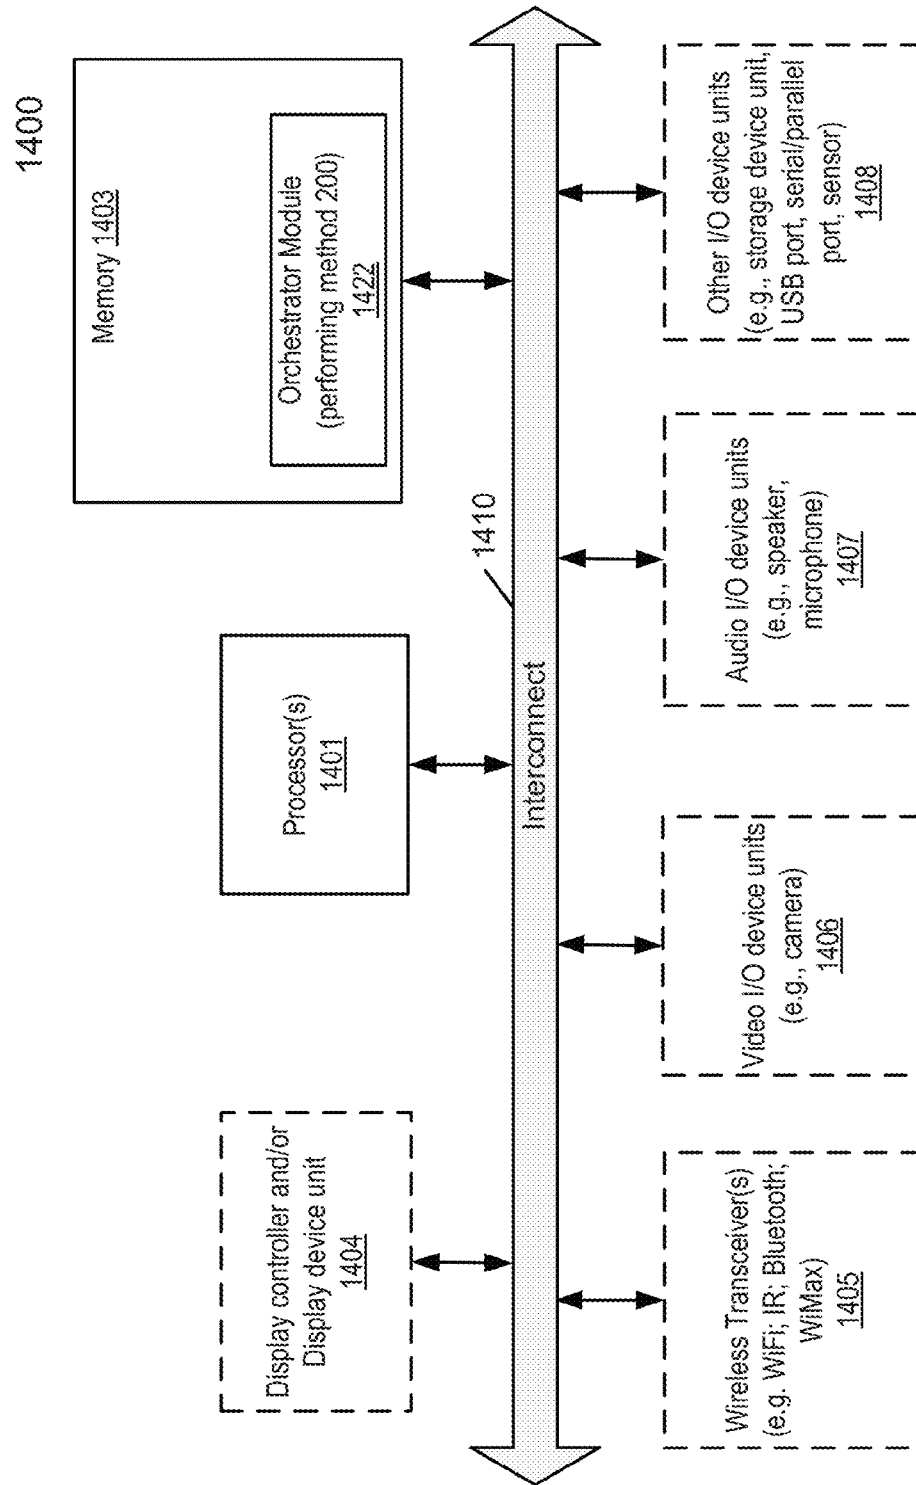 1400
Display controller and/or
Display device unit
1404
Processor(s)
1401
Memory 1403
Orchestrator Module
(performing method 200)
1422
Interconnect
1410
Wireless Transceiver(s)
(e.g. WiFi; IR; Bluetooth;
WiMax)
1405
Video I/O device units
(e.g., camera)
1406
Audio I/O device units
(e.g., speaker,
microphone)
1407
Other I/O device units
(e.g., storage device unit,
USB port, serial/parallel
port, sensor)
1408